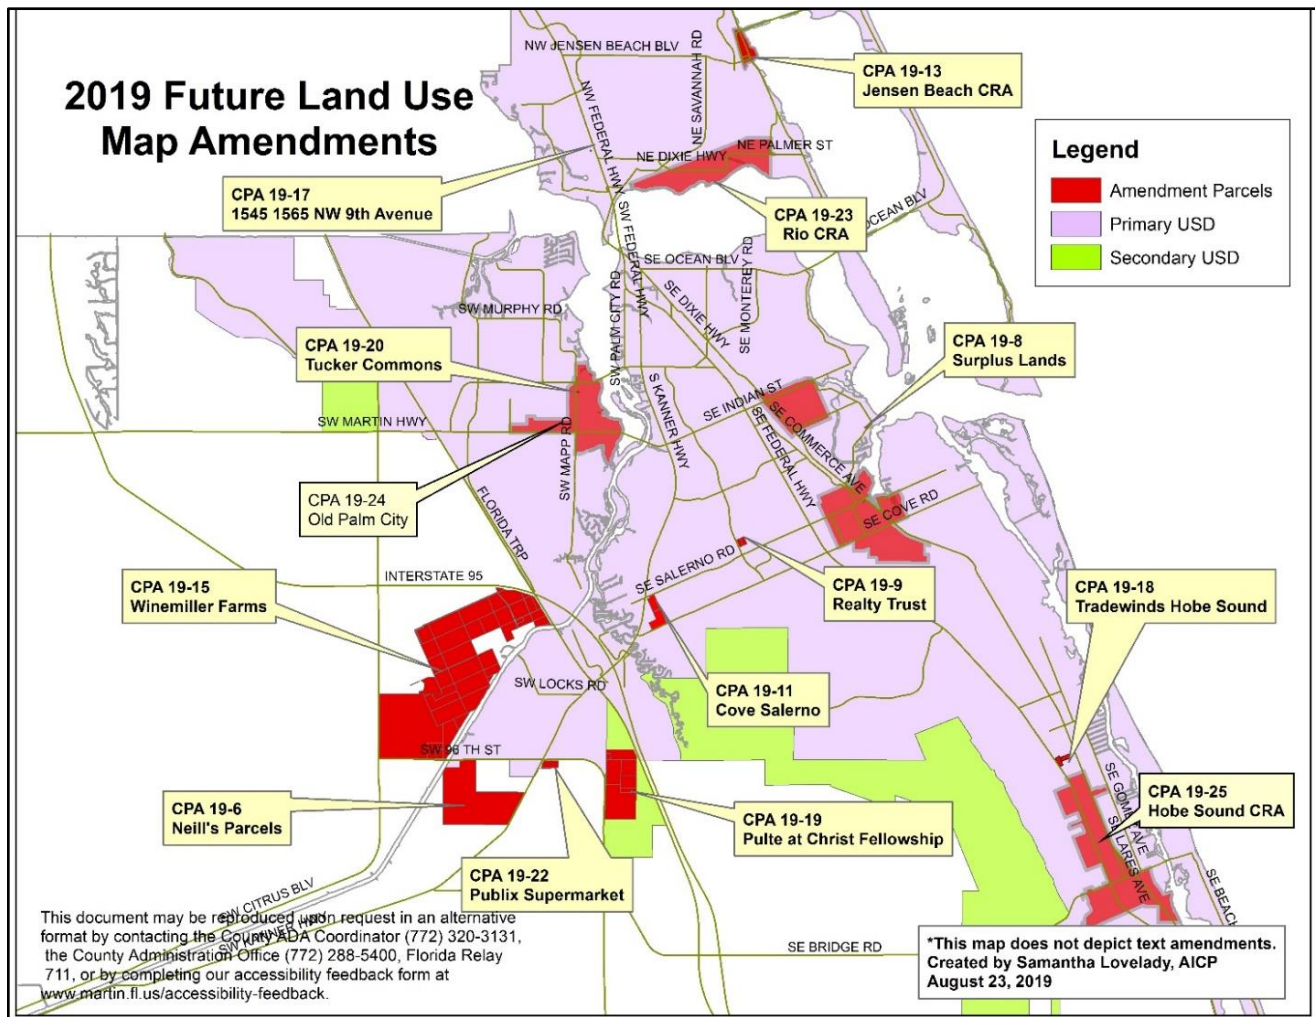 2019 Future Land Use
Map Amendments
NW JENSEN BEACH BLV
NE SAVANNAH RD
CPA 19-13
Jensen Beach CRA
NW FEDERAL HWY
NE DIXIE HWY
NE PALMER ST
Legend
Amendment Parcels
Primary USD
Secondary USD
CPA 19-17
1545 1565 NW 9th Avenue
CPA 19-23
Rio CRA
OCEAN BLV
SW FEDERAL HWY
SE OCEAN BLV
SE MONTEREY RD
SW PALM CITY RD
SE DIXIE HWY
SW MURPHY RD
CPA 19-20
Tucker Commons
CPA 19-8
Surplus Lands
S KANNER HWY
SE INDIAN ST
SE COMMERCE AVE
SE FEDERAL HWY
SW MARTIN HWY
SW MAPP RD
CPA 19-24
Old Palm City
FLORIDA TRP
SE COVE RD
SE SALERNO RD
INTERSTATE 95
CPA 19-15
Winemiller Farms
CPA 19-9
Realty Trust
CPA 19-18
Tradewinds Hobe Sound
SW LOCKS RD
CPA 19-11
Cove Salerno
SW 96 TH ST
CPA 19-6
Neill's Parcels
CPA 19-19
Pulte at Christ Fellowship
CPA 19-25
Hobe Sound CRA
SE LARES AVE
SE BEACH
CPA 19-22
Publix Supermarket
SW CITRUS BLV
SW KANNER HWY
SE BRIDGE RD
This document may be reproduced upon request in an alternative
format by contacting the County ADA Coordinator (772) 320-3131,
the County Administration Office (772) 288-5400, Florida Relay
711, or by completing our accessibility feedback form at
www.martin.fl.us/accessibility-feedback.
*This map does not depict text amendments.
Created by Samantha Lovelady, AICP
August 23, 2019